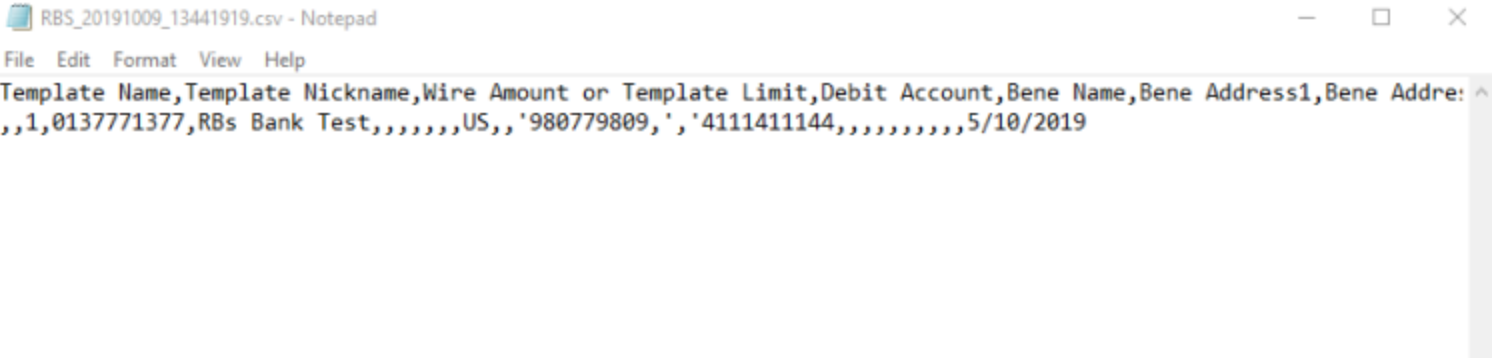 RBS_20191009_13441919.csv - Notepad
File Edit Format View Help
Template Name,Template Nickname,Wire Amount or Template Limit,Debit Account,Bene Name,Bene Address1,Bene Addre
,,1,0137771377,RBs Bank Test,,,,,,,US,,'980779809,','4111411144,,,,,,,,,,5/10/2019